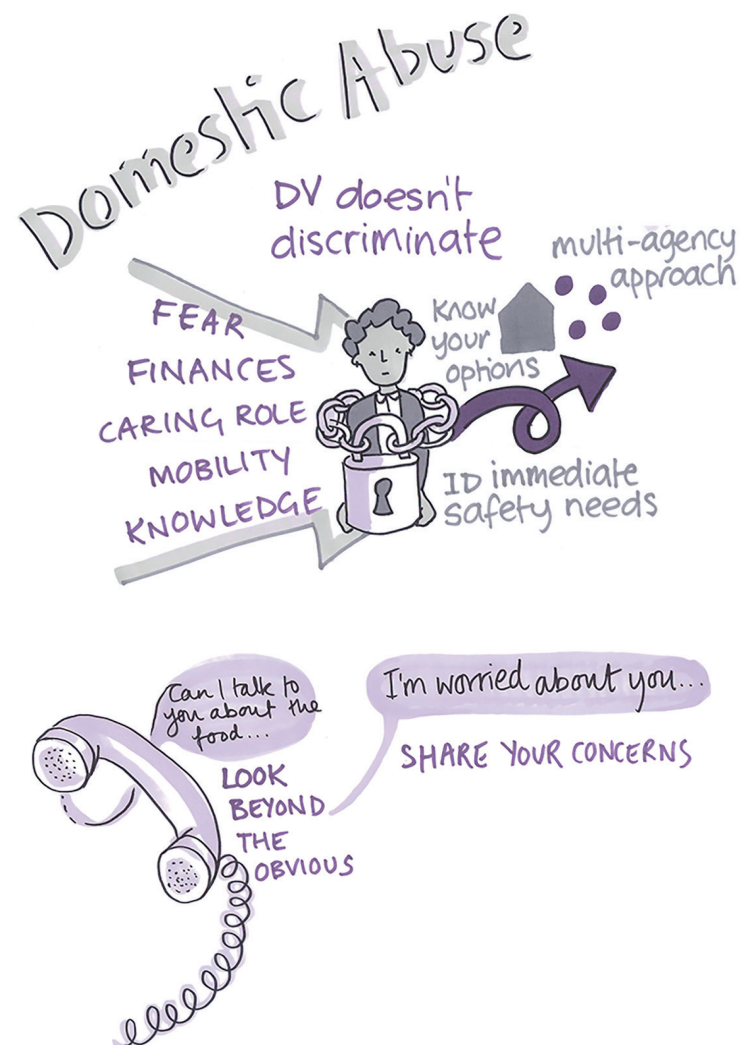 Domestic Abuse
DV doesn't
discriminate
multi-agency
approach
FEAR
FINANCES
CARING ROLE
MOBILITY
KNOWLEDGE
Know
your
options
ID immediate
safety needs
Can I talk to
you about the
food...
LOOK
BEYOND
THE
OBVIOUS
I'm worried about you...
SHARE YOUR CONCERNS